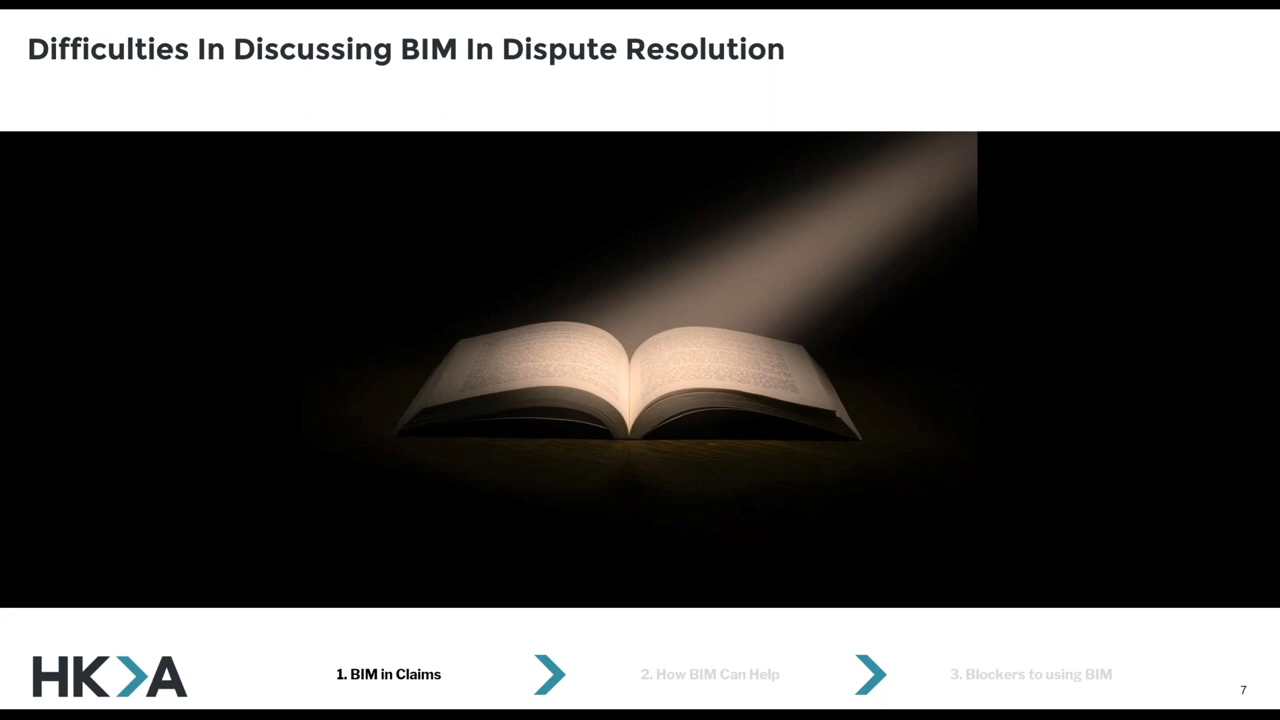 Difficulties In Discussing BIM In Dispute Resolution
HKA
1. BIM in Claims
2. How BIM Can Help
3. Blockers to using BIM
7